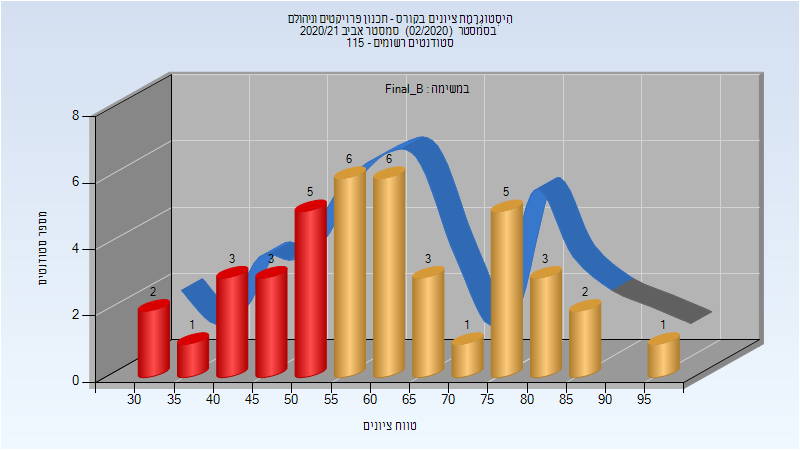 היסטוגרמת ציונים בקורס - תכנון פרויקטים וניהולם
בסמסטר (02/2020) סמסטר אביב 2020/21
סטודנטים רשומים - 115
במשימה : Final_B
מספר סטודנטים
8
6
4
2
0
2
1
3
3
5
6
6
3
1
5
3
2
1
30 35 40 45 50 55 60 65 70 75 80 85 90 95
טווח ציונים